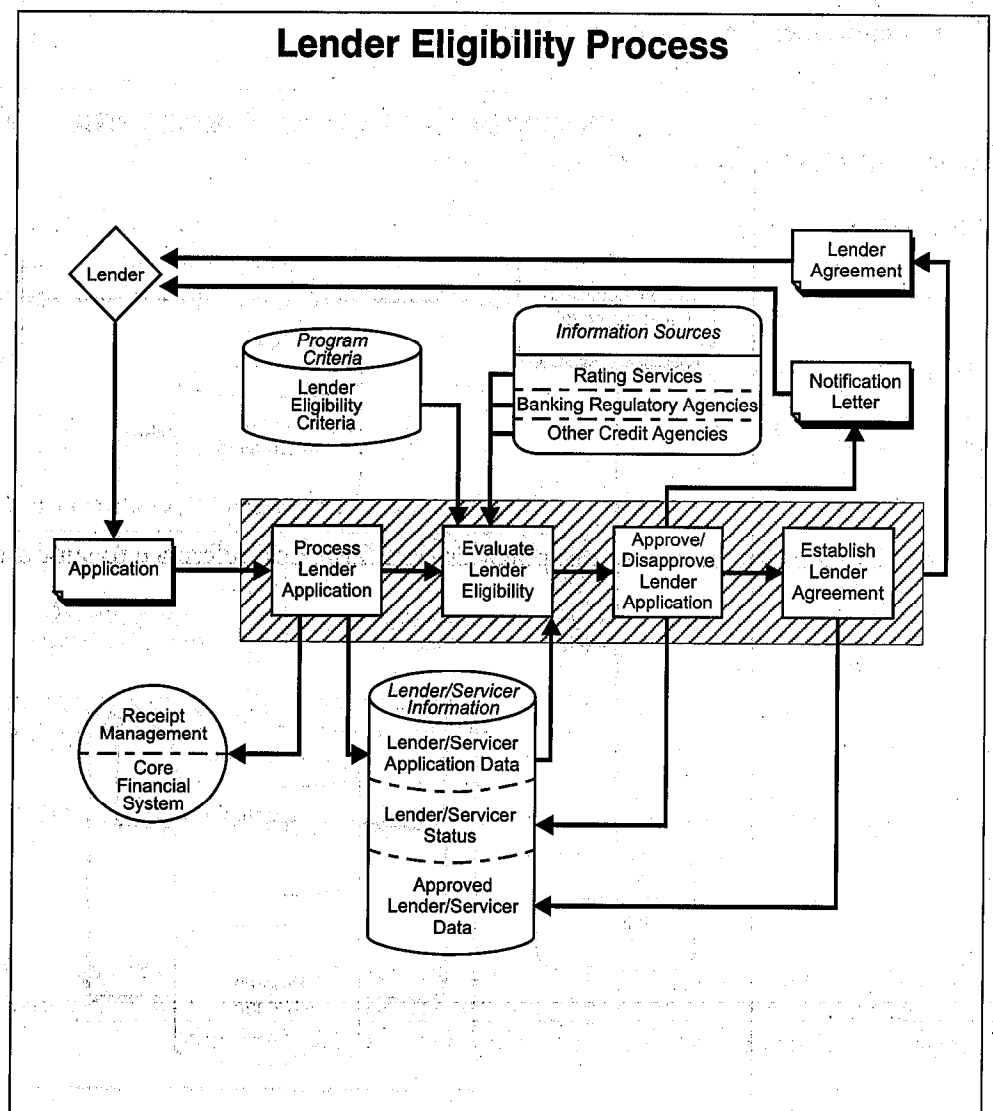 Lender Eligibility Process
Lender
Agreement
Lender
Program
Criteria
Lender
Eligibility
Criteria
Information Sources
Rating Services
Banking Regulatory Agencies
Other Credit Agencies
Notification
Letter
Application
Process
Lender
Application
Evaluate
Lender
Eligibility
Approve/
Disapprove
Lender
Application
Establish
Lender
Agreement
Receipt
Management
Core
Financial
System
Lender/Servicer
Information
Lender/Servicer
Application Data
Lender/Servicer
Status
Approved
Lender/Servicer
Data